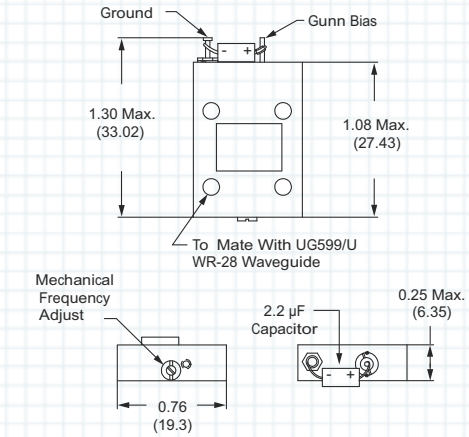 Ground
Gunn Bias
- +
1.30 Max.
(33.02)
1.08 Max.
(27.43)
To Mate With UG599/U
WR-28 Waveguide
Mechanical
Frequency
Adjust
2.2 µF
Capacitor
0.25 Max.
(6.35)
- +
0.76
(19.3)